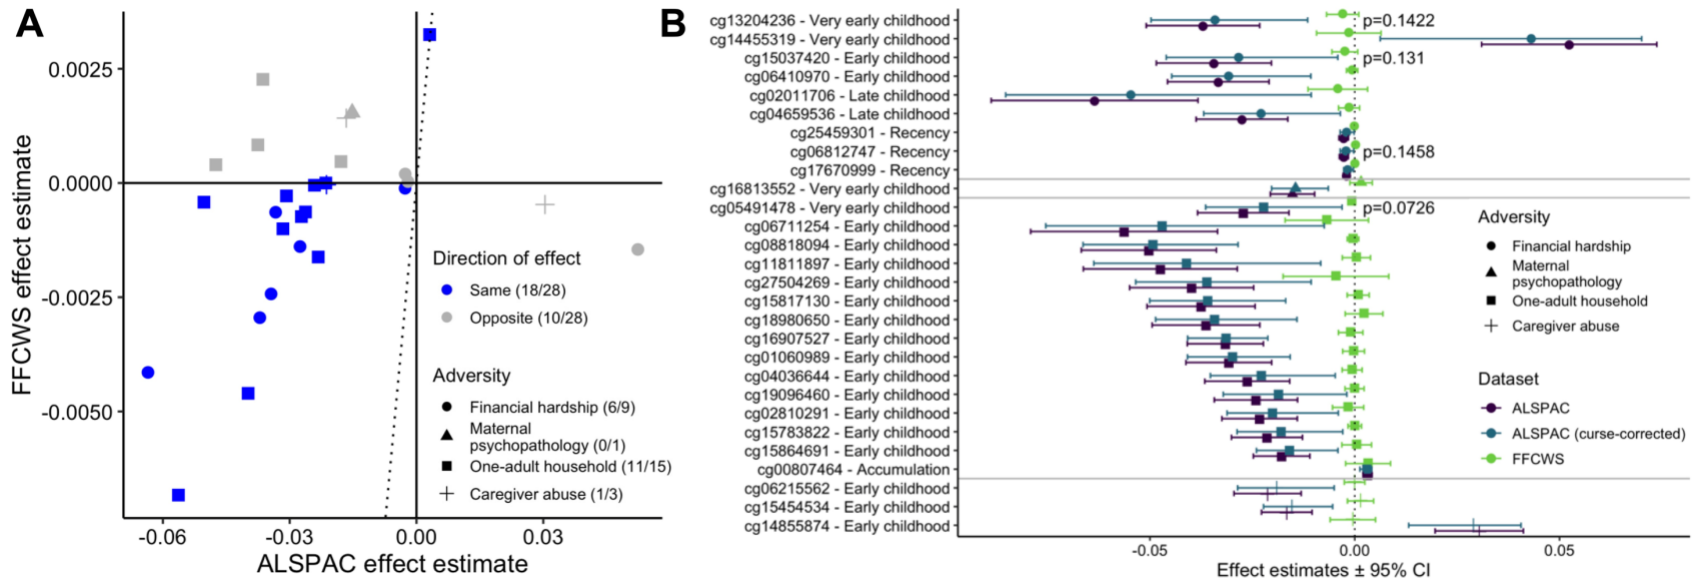 A
FFCWS effect estimate
0.0025
0.0000
-0.0025
-0.0050
-0.06
-0.03
0.00
0.03
ALSPAC effect estimate
Direction of effect
Same (18/28)
Opposite (10/28)
Adversity
Financial hardship (6/9)
Maternal
psychopathology (0/1)
One-adult household (11/15)
Caregiver abuse (1/3)
B
cg13204236 - Very early childhood
cg14455319 - Very early childhood
cg15037420 - Early childhood
cg06410970 - Early childhood
cg02011706 - Late childhood
cg04659536 - Late childhood
cg25459301 - Recency
cg06812747 - Recency
cg17670999 - Recency
cg16813552 - Very early childhood
cg05491478 - Very early childhood
cg06711254 - Early childhood
cg08818094 - Early childhood
cg11811897 - Early childhood
cg27504269 - Early childhood
cg15817130 - Early childhood
cg18980650 - Early childhood
cg16907527 - Early childhood
cg01060989 - Early childhood
cg04036644 - Early childhood
cg19096460 - Early childhood
cg02810291 - Early childhood
cg15783822 - Early childhood
cg15864691 - Early childhood
cg00807464 - Accumulation
cg06215562 - Early childhood
cg15454534 - Early childhood
cg14855874 - Early childhood
p=0.1422
p=0.131
p=0.1458
p=0.0726
-0.05
0.00
0.05
Effect estimates ± 95% CI
Adversity
Financial hardship
Maternal
psychopathology
One-adult household
Caregiver abuse
Dataset
ALSPAC
ALSPAC (curse-corrected)
FFCWS